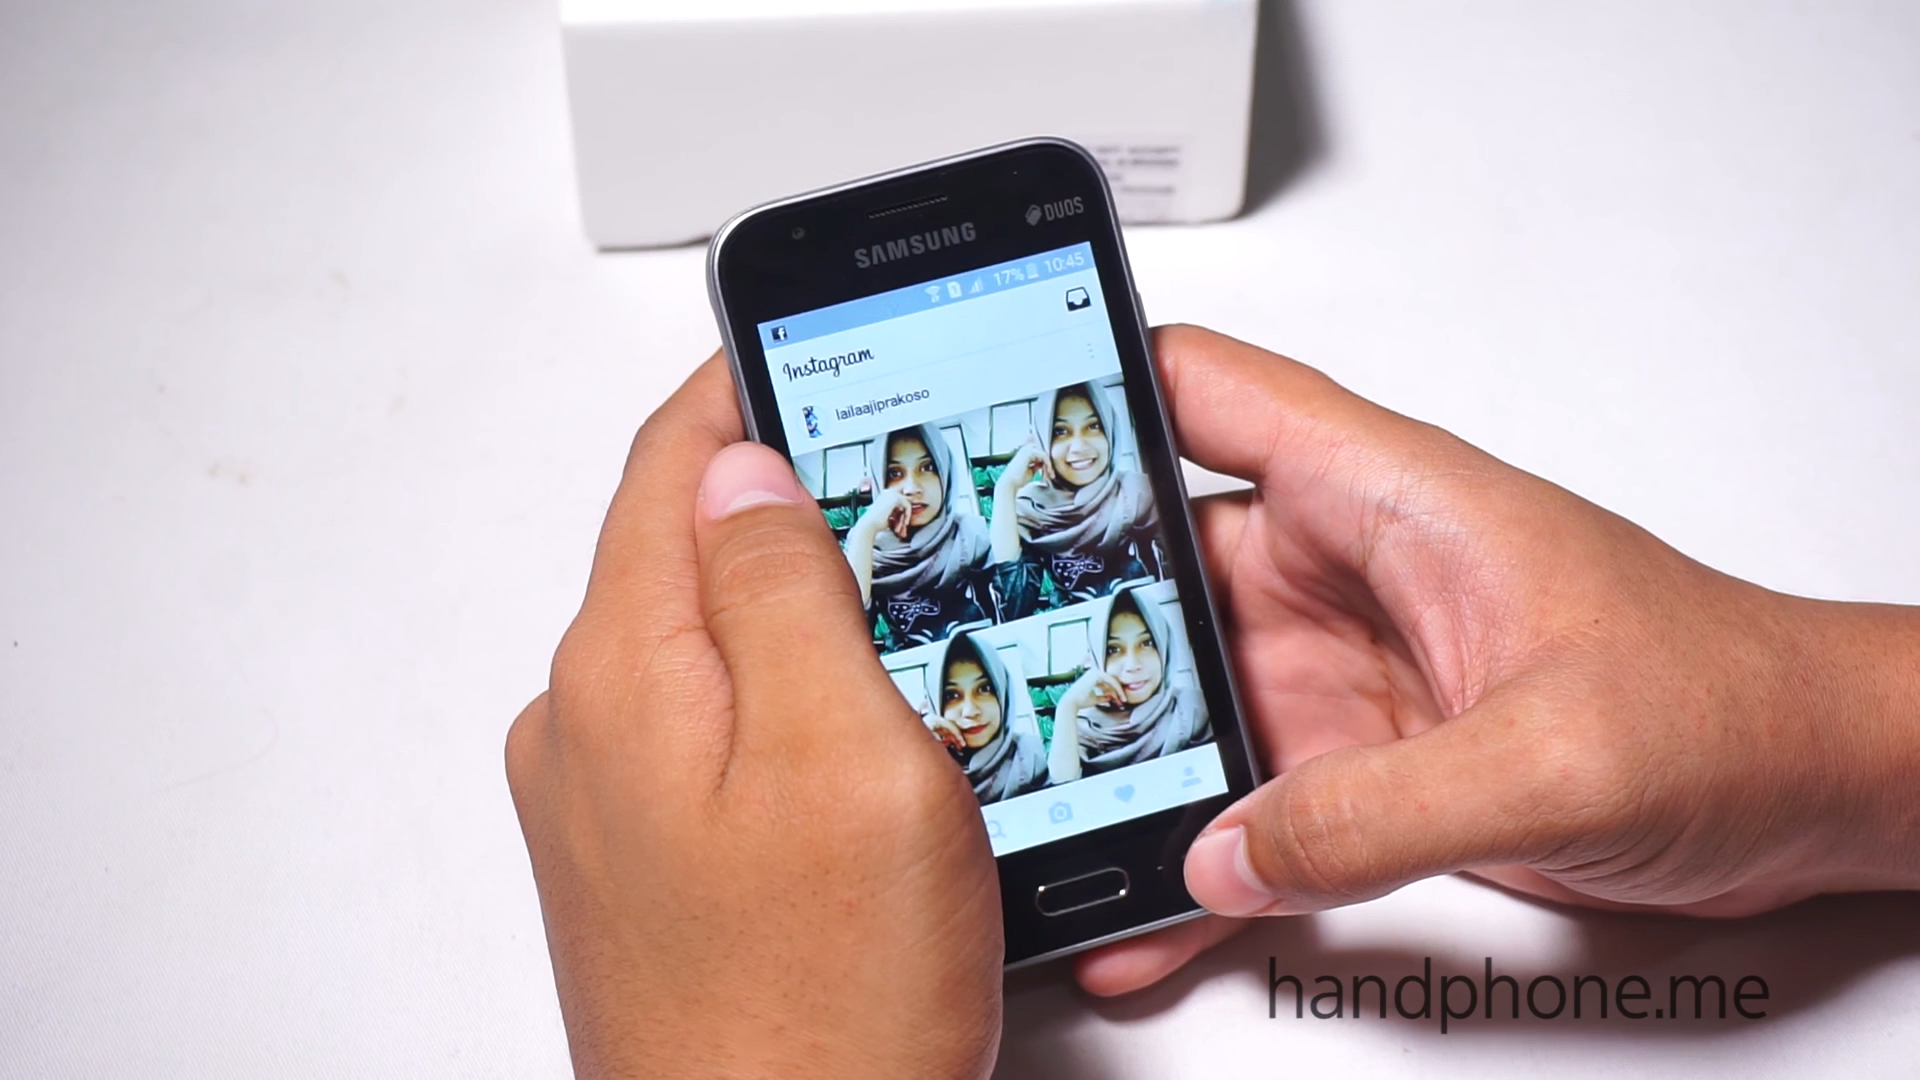 SAMSUNG
DUOS
17% 10:45
Instagram
lailaajiprakoso
handphone.me